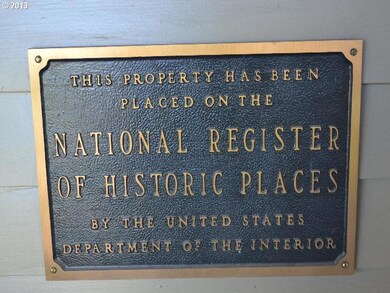 © 2013
THIS PROPERTY HAS BEEN
PLACED ON THE
NATIONAL REGISTER
OF HISTORIC PLACES
BY THE UNITED STATES
DEPARTMENT OF THE INTERIOR